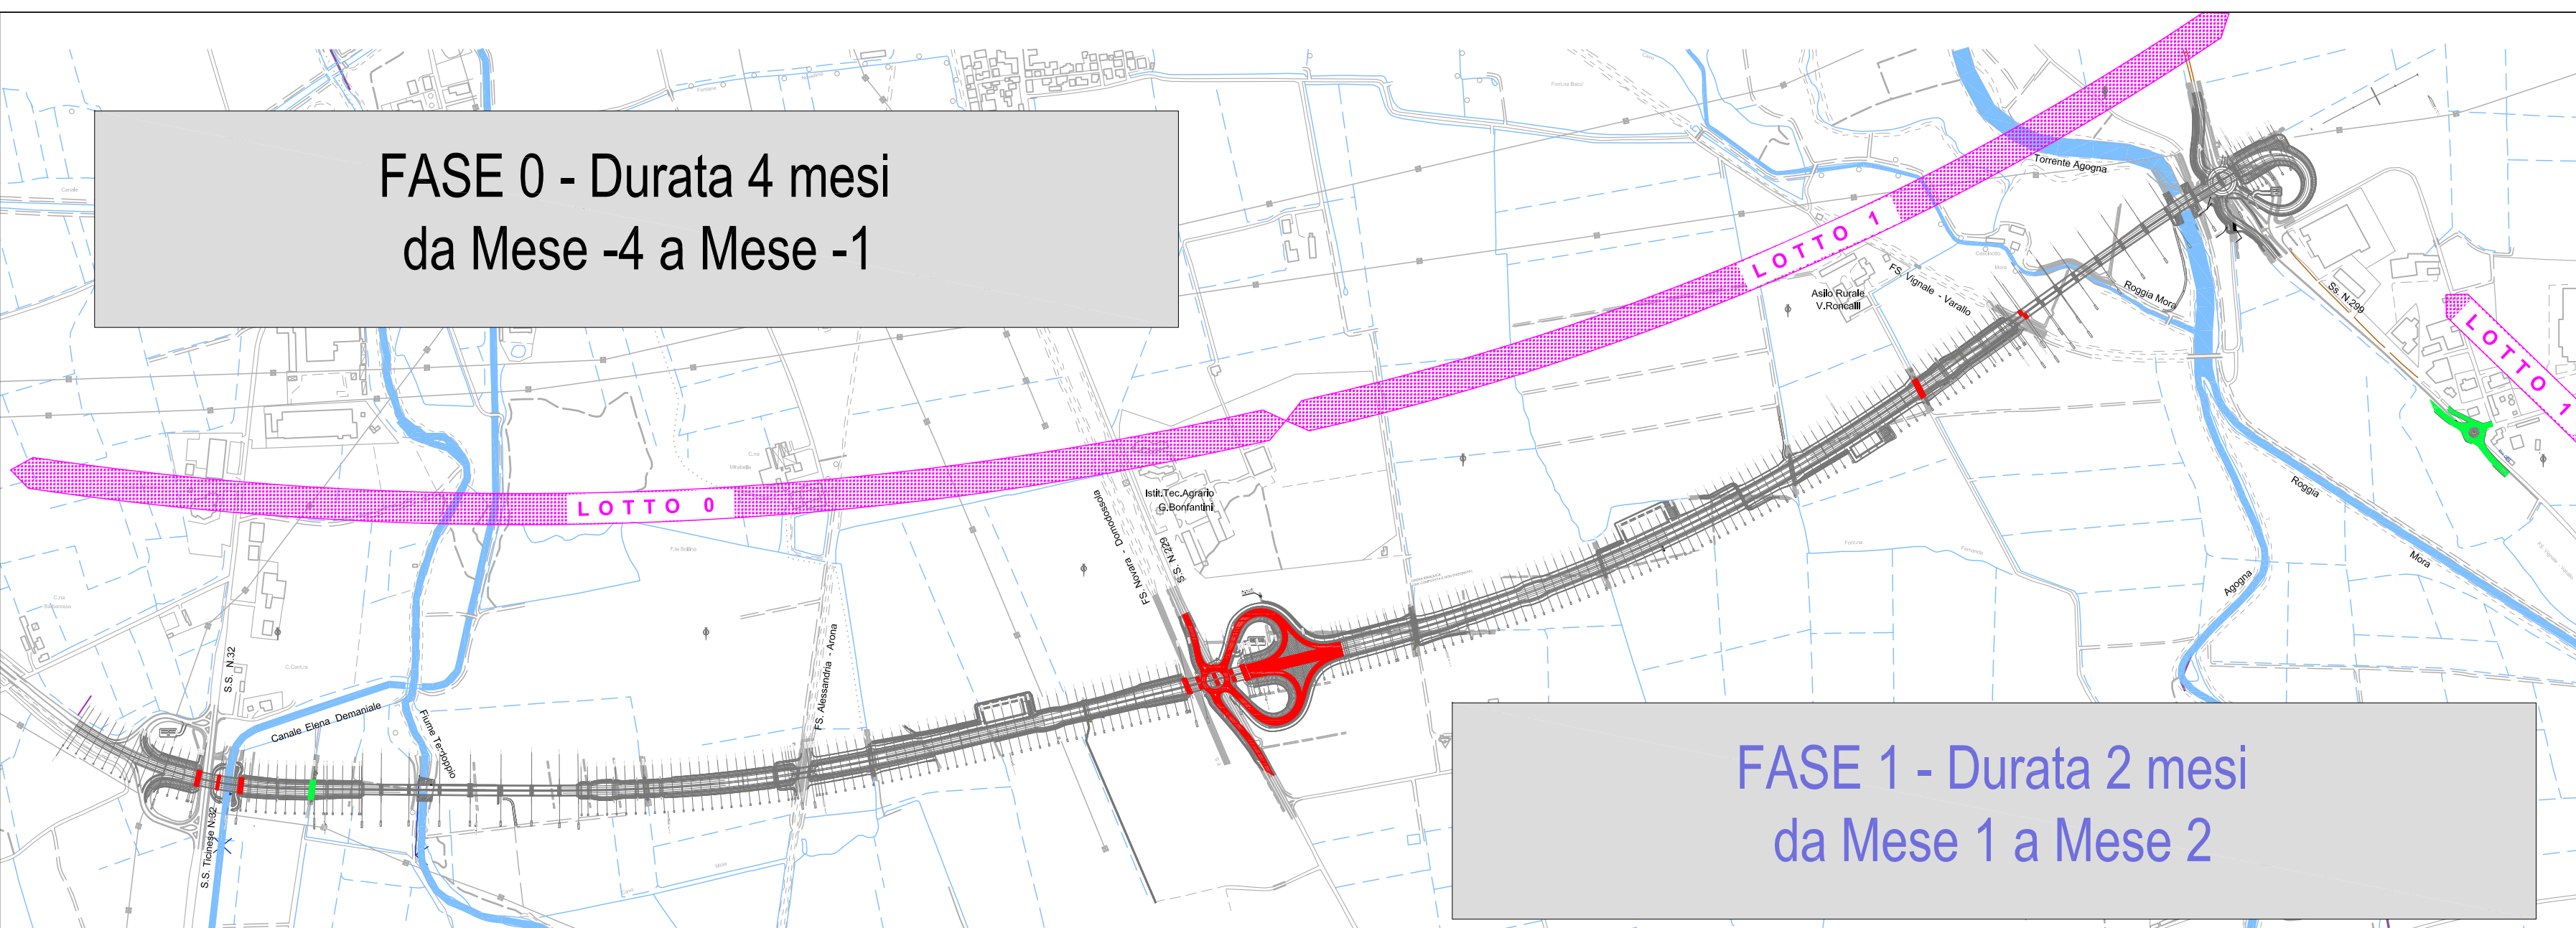 FASE 0 - Durata 4 mesi
da Mese -4 a Mese -1
LOTTO 1
Torrente Agogna
Asilo Rurale
V.Roncalli
FS. Vignale - Varallo
Roggia Mora
Ss. N.299
LOTTO 1
LOTTO 0
Istit.Tec.Agrario
G.Bonfantini
FS. Novara - Domodossola
S. S. N.229
Roggia
Mora
Agogna
S.S. N.32
Canale Elena Demaniale
Fiume Terdoppio
FS. Alessandria - Arona
S.S. Ticinese N.32
FASE 1 - Durata 2 mesi
da Mese 1 a Mese 2